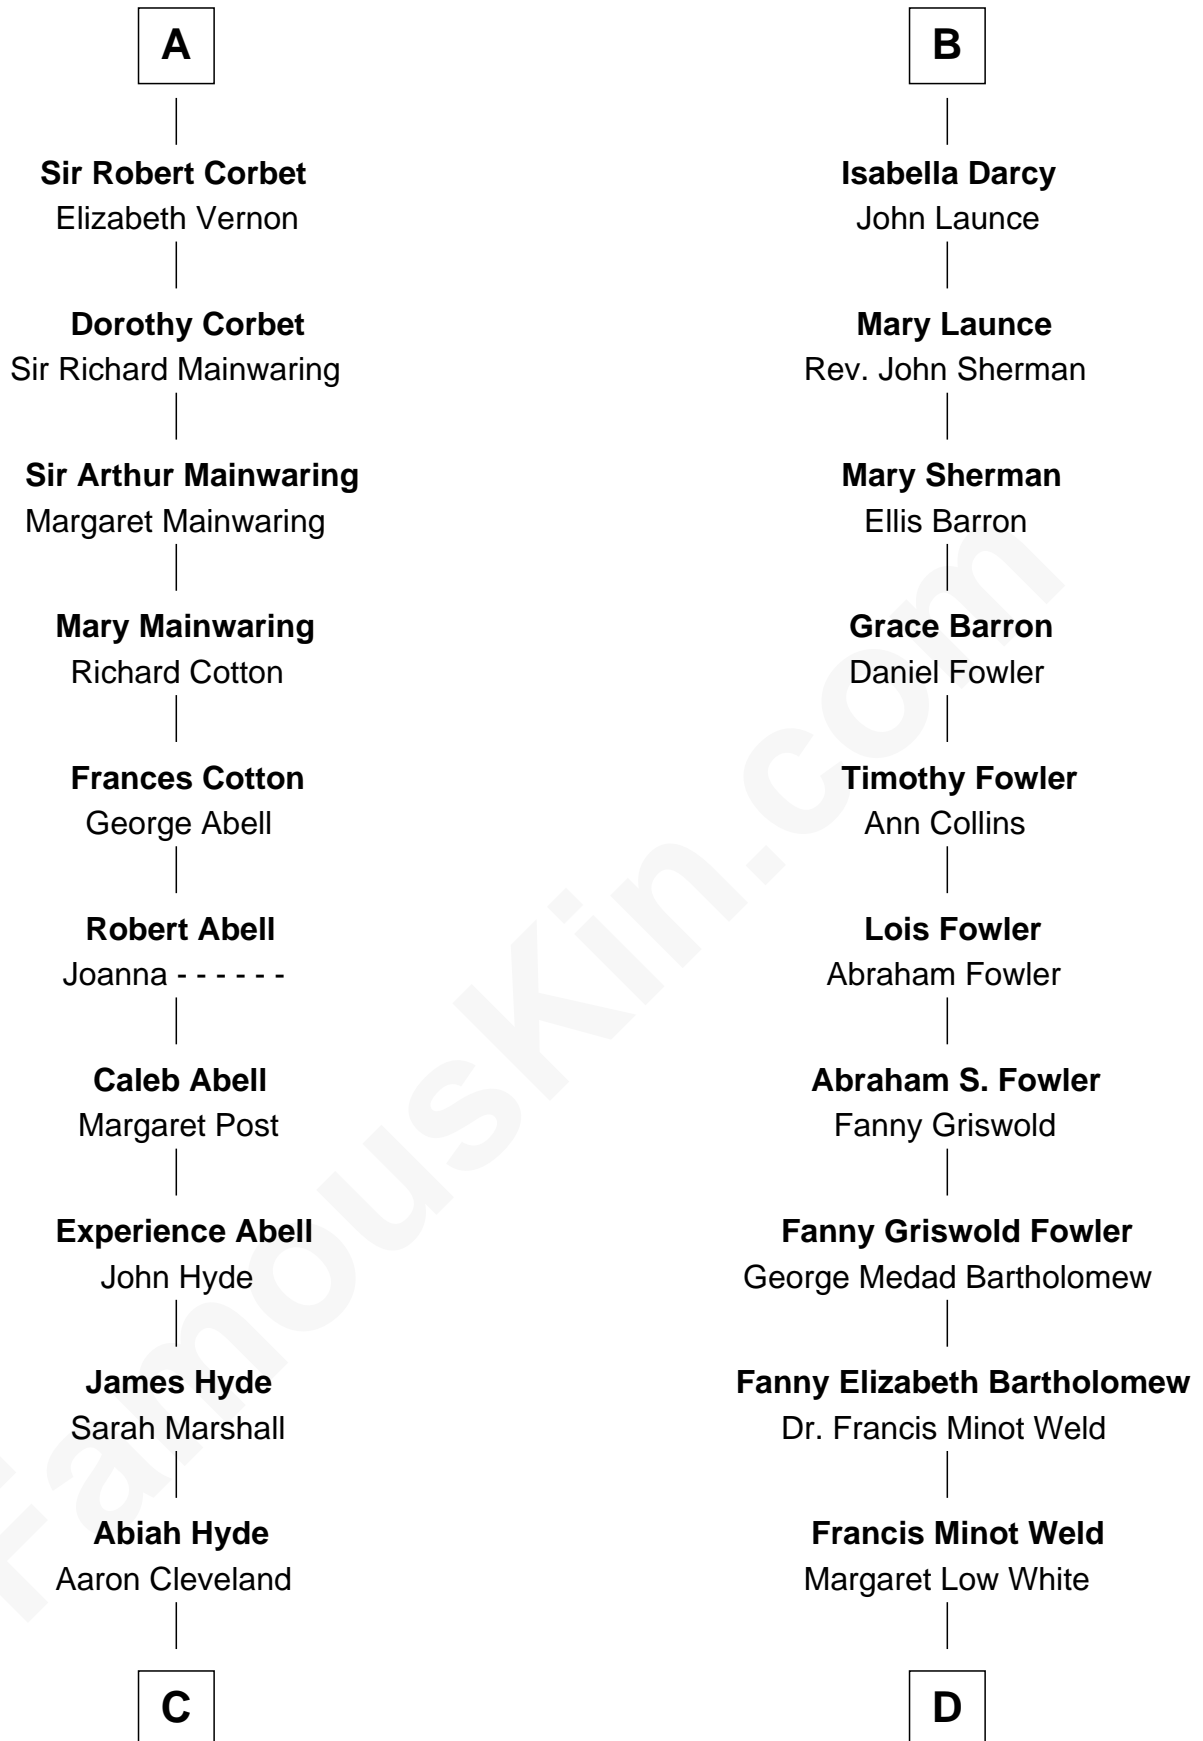 A
Sir Robert Corbet
Elizabeth Vernon
Dorothy Corbet
Sir Richard Mainwaring
Sir Arthur Mainwaring
Margaret Mainwaring
Mary Mainwaring
Richard Cotton
Frances Cotton
George Abell
Robert Abell
Joanna - - - - - -
Caleb Abell
Margaret Post
Experience Abell
John Hyde
James Hyde
Sarah Marshall
Abiah Hyde
Aaron Cleveland
C
B
Isabella Darcy
John Launce
Mary Launce
Rev. John Sherman
Mary Sherman
Ellis Barron
Grace Barron
Daniel Fowler
Timothy Fowler
Ann Collins
Lois Fowler
Abraham Fowler
Abraham S. Fowler
Fanny Griswold
Fanny Griswold Fowler
George Medad Bartholomew
Fanny Elizabeth Bartholomew
Dr. Francis Minot Weld
Francis Minot Weld
Margaret Low White
D
FamousKin.com